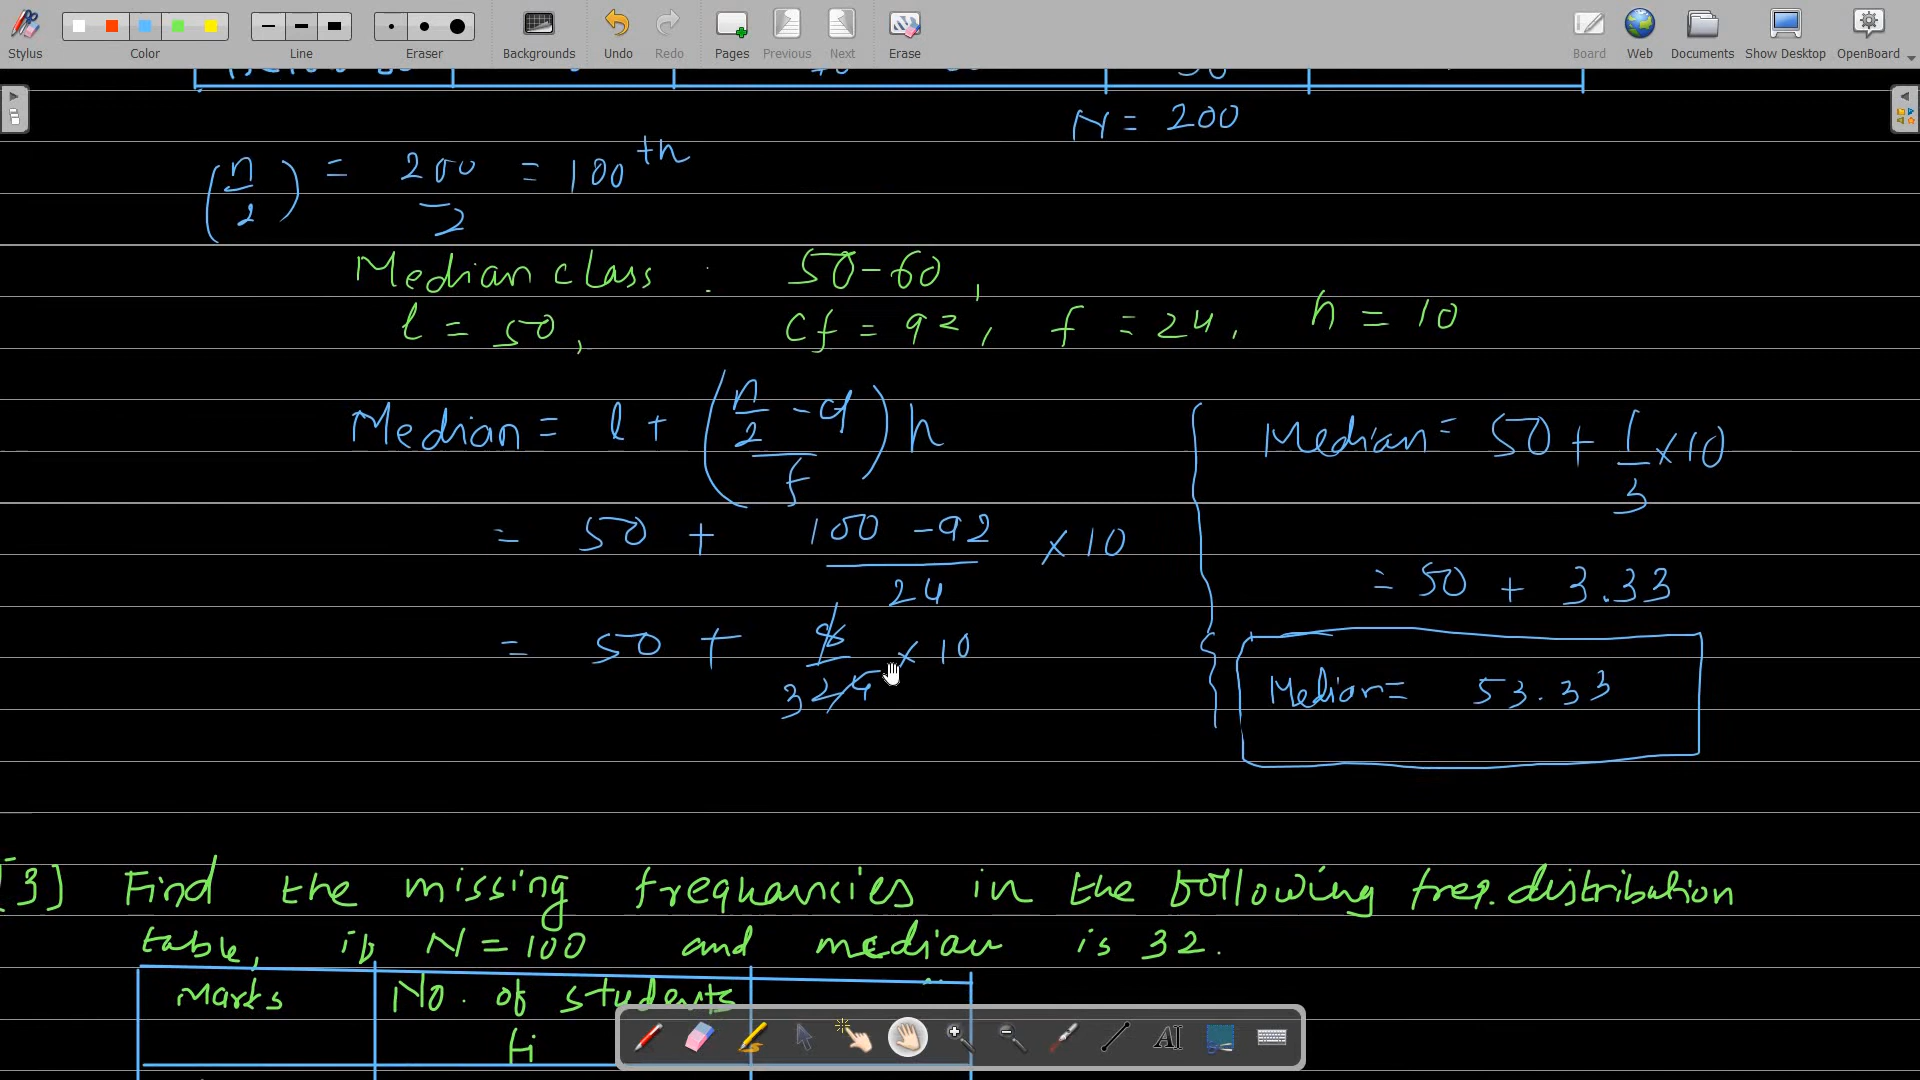 Stylus Color Line Eraser Backgrounds Undo Redo Pages Previous Next Erase Board Web Documents Show Desktop OpenBoard
N = 200
(n/2) = 200/2 = 100th
Median class : 50-60,
l = 50, cf = 92, f = 24, h = 10
Median = l + ((n/2 - cf)/f) h
= 50 + (100 - 92)/24 × 10
= 50 + 8/24 × 10
3
Median = 50 + 1/3 × 10
= 50 + 3.33
Median = 53.33
[3] Find the missing frequancies in the following freq. distribution
table, if N = 100 and median is 32.
Marks No. of students
fi